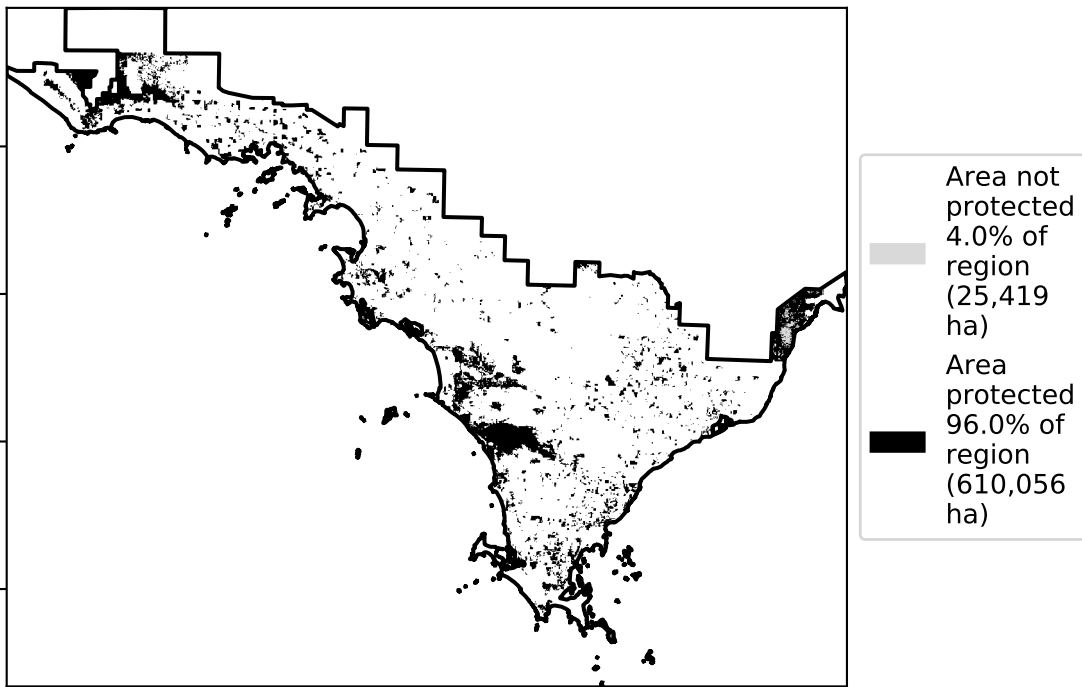 Area not
protected
4.0% of
region
(25,419
ha)
Area
protected
96.0% of
region
(610,056
ha)